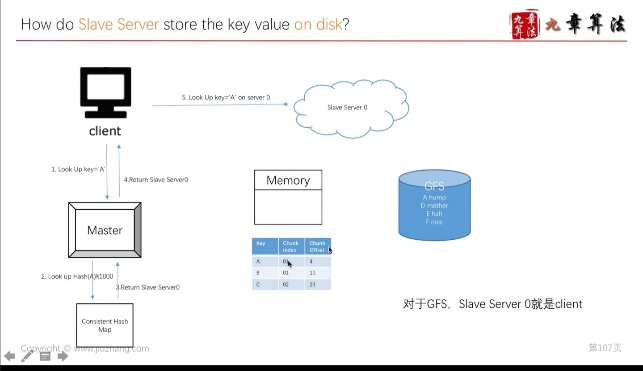 How do Slave Server store the key value on disk?
九章算法
九章算法
5. Look Up key='A' on server 0
Slave Server 0
client
1. Look Up key='A'
4.Return Slave Server0
Memory
GFS
A hump
D mother
E hah
F nice
Master
Key Chunk Index Chunk Offset
A 01 4
B 01 10
C 02 23
2. Look up Hash(A)%1000
3.Return Slave Server0
对于GFS，Slave Server 0就是client
Consistent Hash
Map
Copyright © www.jiuzhang.com
第107页